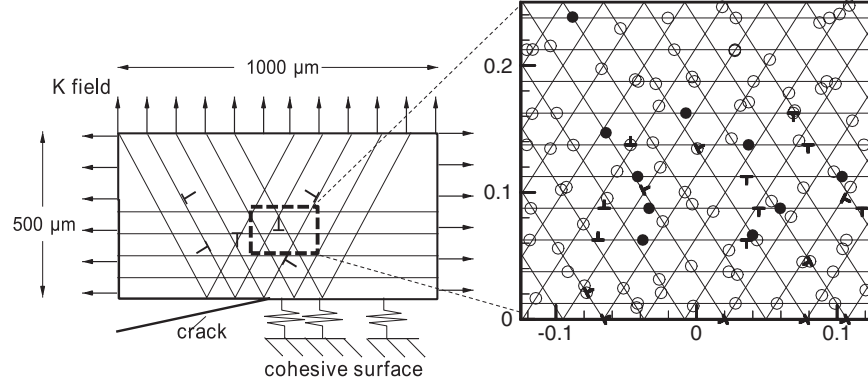 1000 μm
K field
500 μm
crack
cohesive surface
0.2
0.1
0
-0.1
0
0.1